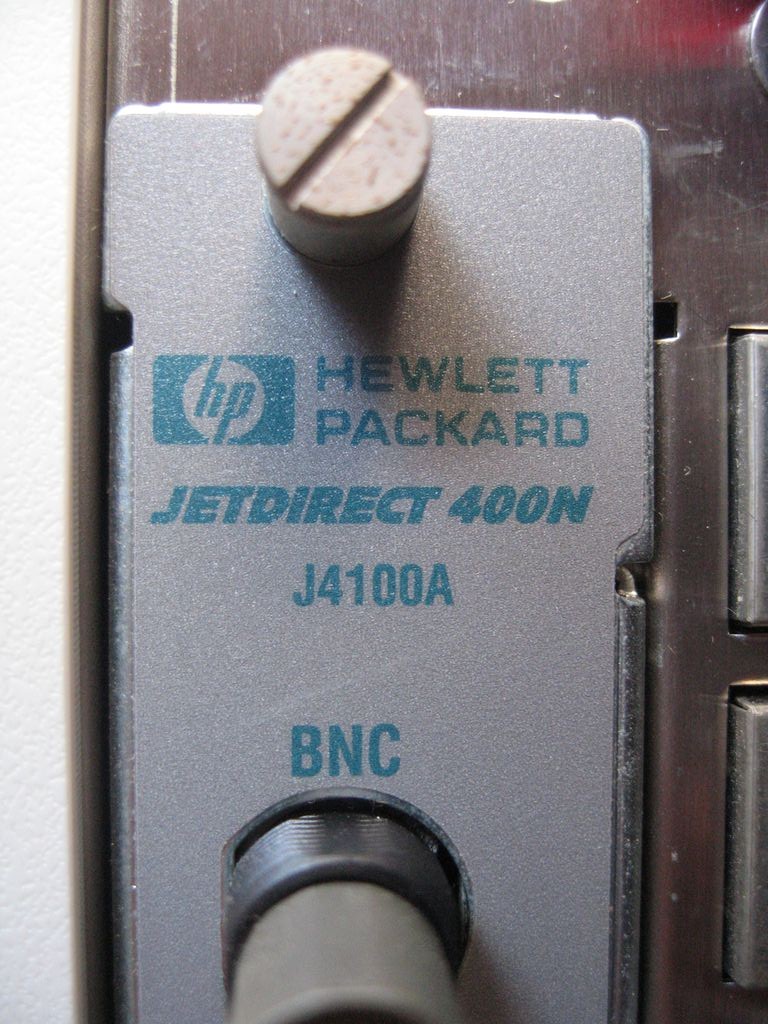 hp HEWLETT
PACKARD
JETDIRECT 400N
J4100A
BNC